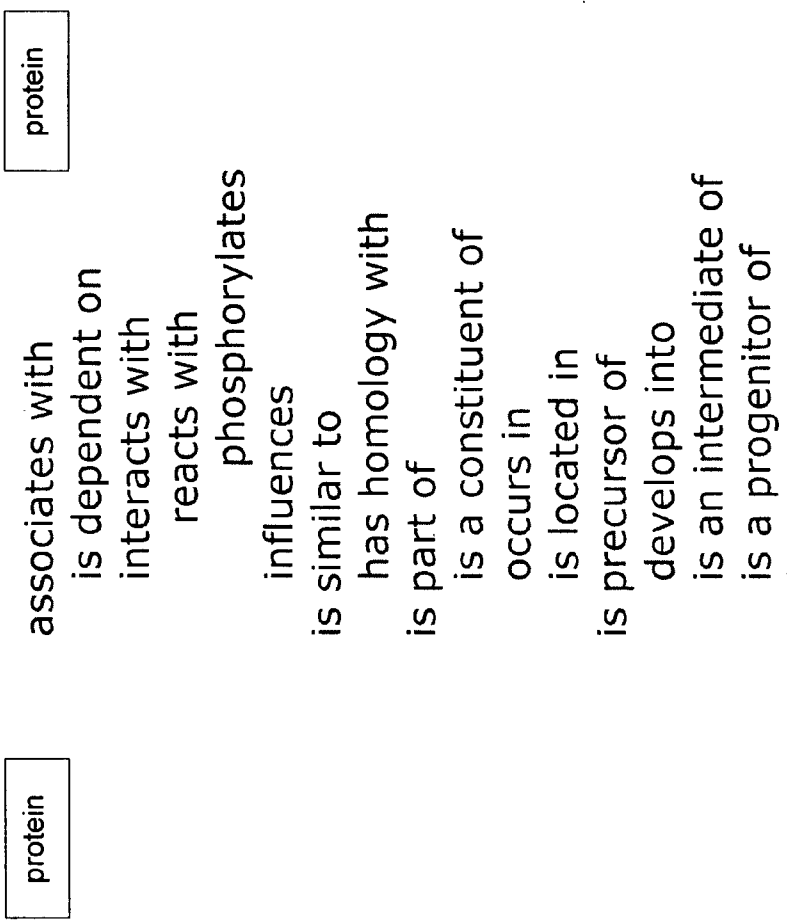 protein
associates with
protein
is dependent on
interacts with
reacts with
phosphorylates
influences
is similar to
has homology with
is part of
is a constituent of
occurs in
is located in
is precursor of
develops into
is an intermediate of
is a progenitor of